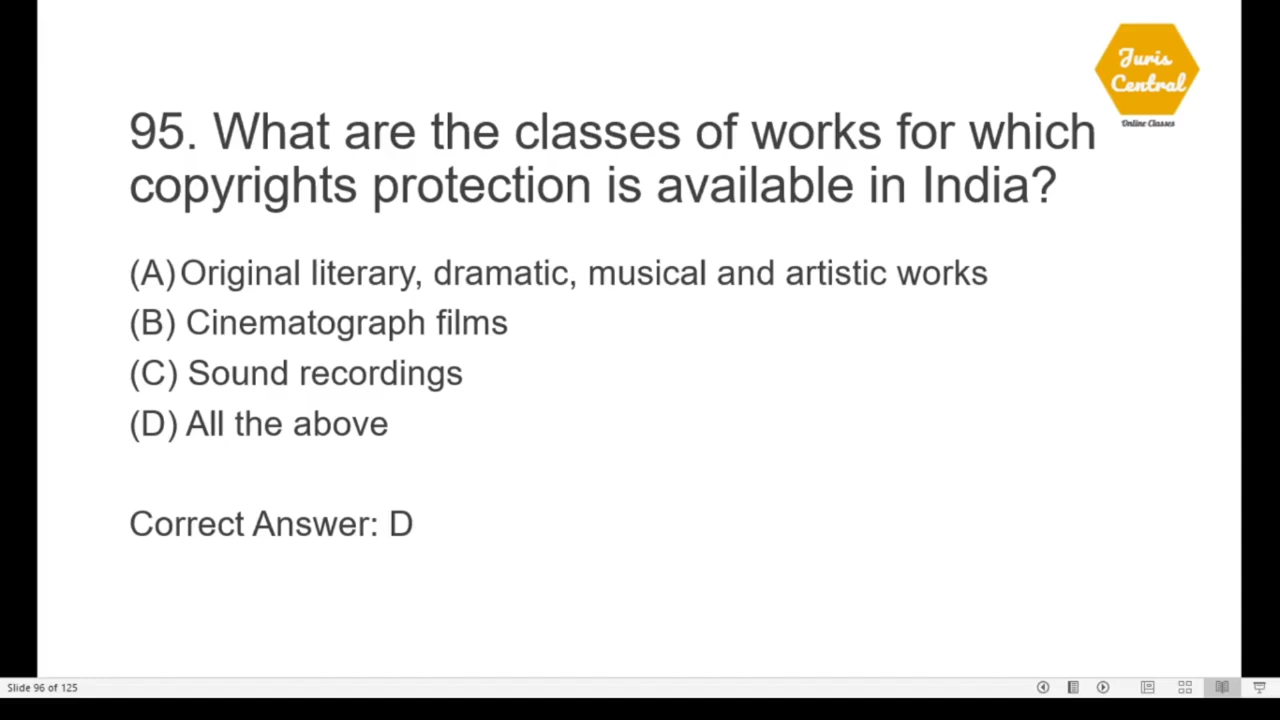 Juris
Central
Online Classes
95. What are the classes of works for which
copyrights protection is available in India?
(A) Original literary, dramatic, musical and artistic works
(B) Cinematograph films
(C) Sound recordings
(D) All the above
Correct Answer: D
Slide 96 of 125